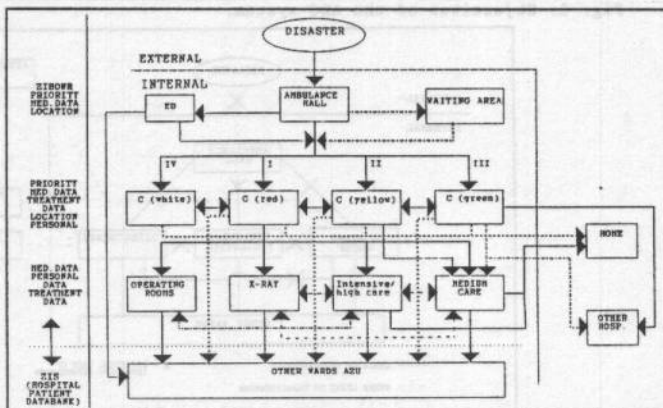 DISASTER
EXTERNAL
INTERNAL
ZIHOWB
PRIORITY
MED.DATA
LOCATION
ED
AMBULANCE
HALL
WAITING AREA
IV
I
II
III
PRIORITY
MED DATA
TREATMENT
DATA
LOCATION
PERSONAL
C (white)
C (red)
C (yellow)
C (green)
HOME
MED.DATA
PERSONAL
DATA
TREATMENT
DATA
OPERATING
ROOMS
X-RAY
Intensive/
high care
MEDIUM
CARE
OTHER
HOSP.
ZIS
(HOSPITAL
PATIENT
DATABANK)
OTHER WARDS AZU